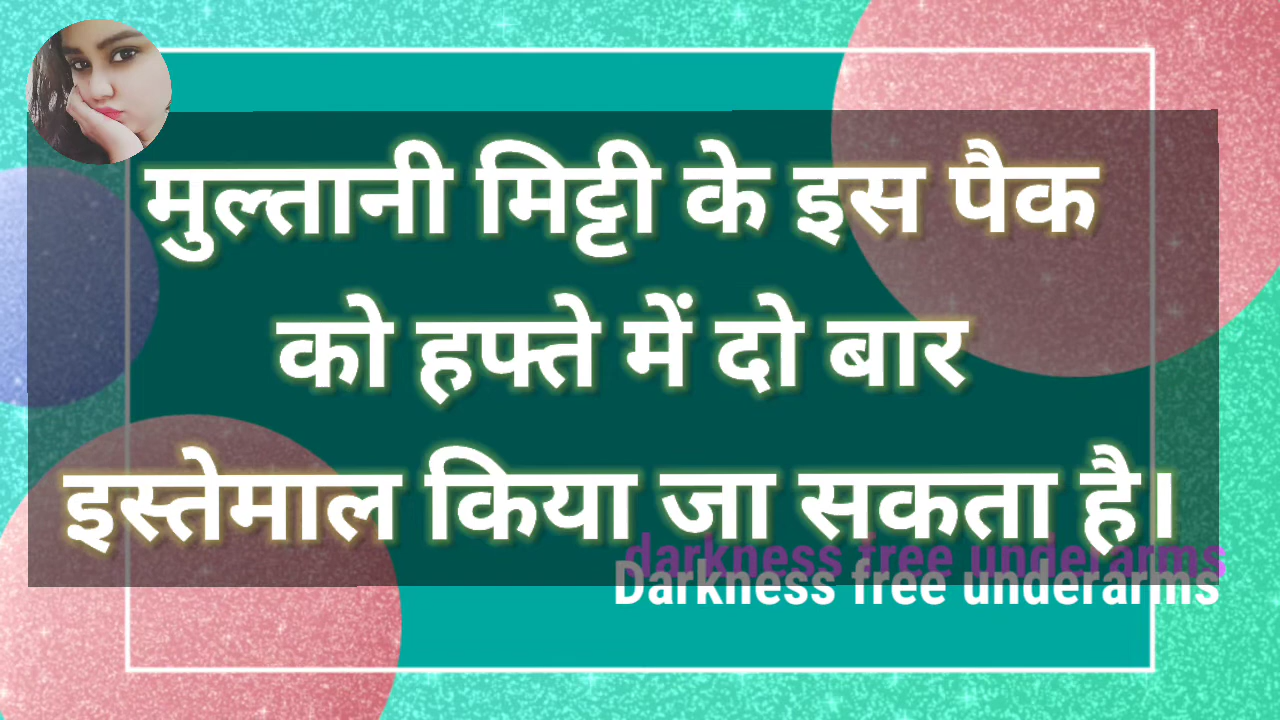 मुल्तानी मिट्टी के इस पैक
को हफ्ते में दो बार
इस्तेमाल किया जा सकता है।
darkness free underarms
Darkness free underarms